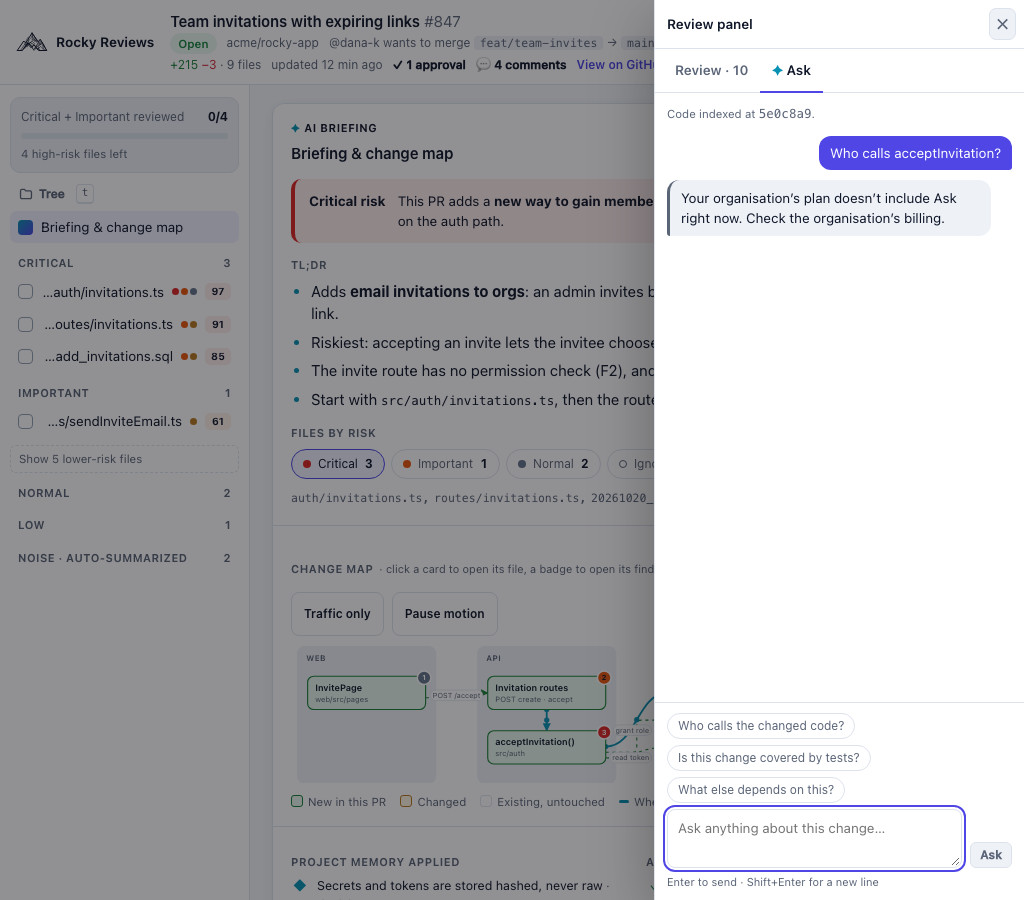 Rocky Reviews
Team invitations with expiring links #847
Open acme/rocky-app @dana-k wants to merge feat/team-invites → main
+215 −3 · 9 files updated 12 min ago ✓ 1 approval 💬 4 comments View on GitHu
Critical + Important reviewed 0/4
4 high-risk files left
Tree t
Briefing & change map
CRITICAL 3
…auth/invitations.ts 97
…outes/invitations.ts 91
…add_invitations.sql 85
IMPORTANT 1
…s/sendInviteEmail.ts 61
Show 5 lower-risk files
NORMAL 2
LOW 1
NOISE · AUTO-SUMMARIZED 2
✦ AI BRIEFING
Briefing & change map
Critical risk This PR adds a new way to gain membe
on the auth path.
TL;DR
• Adds email invitations to orgs: an admin invites b
link.
• Riskiest: accepting an invite lets the invitee choose
• The invite route has no permission check (F2), and
• Start with src/auth/invitations.ts, then the route
FILES BY RISK
Critical 3 Important 1 Normal 2 Igno
auth/invitations.ts, routes/invitations.ts, 20261020_
CHANGE MAP · click a card to open its file, a badge to open its find
Traffic only Pause motion
WEB API
InvitePage 1
web/src/pages
POST /accept
Invitation routes 2
POST create · accept
grant role
acceptInvitation() 3
src/auth
read token
New in this PR Changed Existing, untouched Whe
PROJECT MEMORY APPLIED A
Secrets and tokens are stored hashed, never raw ·
Review panel
Review · 10 ✦ Ask
Code indexed at 5e0c8a9.
Who calls acceptInvitation?
Your organisation’s plan doesn’t include Ask
right now. Check the organisation’s billing.
Who calls the changed code?
Is this change covered by tests?
What else depends on this?
Ask anything about this change…
Ask
Enter to send · Shift+Enter for a new line